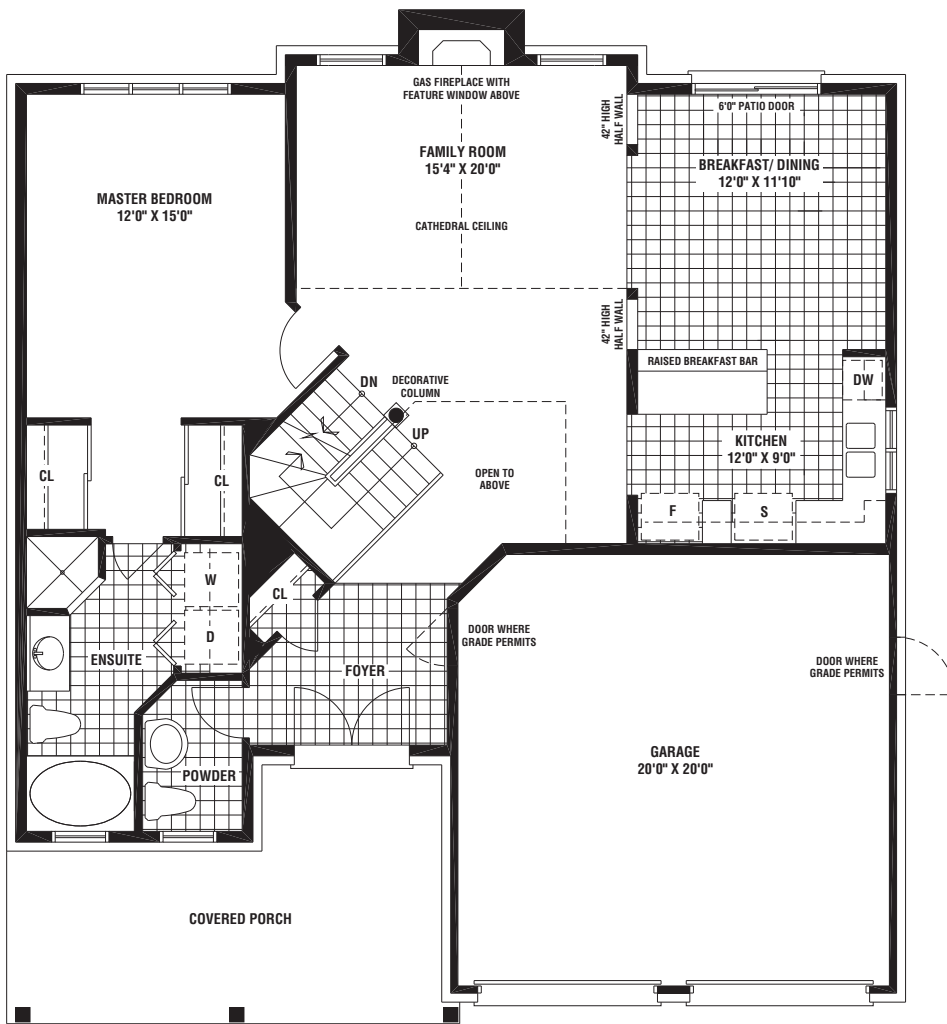 GAS FIREPLACE WITH
FEATURE WINDOW ABOVE
42" HIGH
HALF WALL
6'0" PATIO DOOR
FAMILY ROOM
15'4" X 20'0"
BREAKFAST/ DINING
12'0" X 11'10"
MASTER BEDROOM
12'0" X 15'0"
CATHEDRAL CEILING
42" HIGH
HALF WALL
RAISED BREAKFAST BAR
DN
DECORATIVE
COLUMN
DW
UP
KITCHEN
12'0" X 9'0"
CL
CL
OPEN TO
ABOVE
F
S
W
CL
D
DOOR WHERE
GRADE PERMITS
ENSUITE
FOYER
DOOR WHERE
GRADE PERMITS
GARAGE
20'0" X 20'0"
POWDER
COVERED PORCH